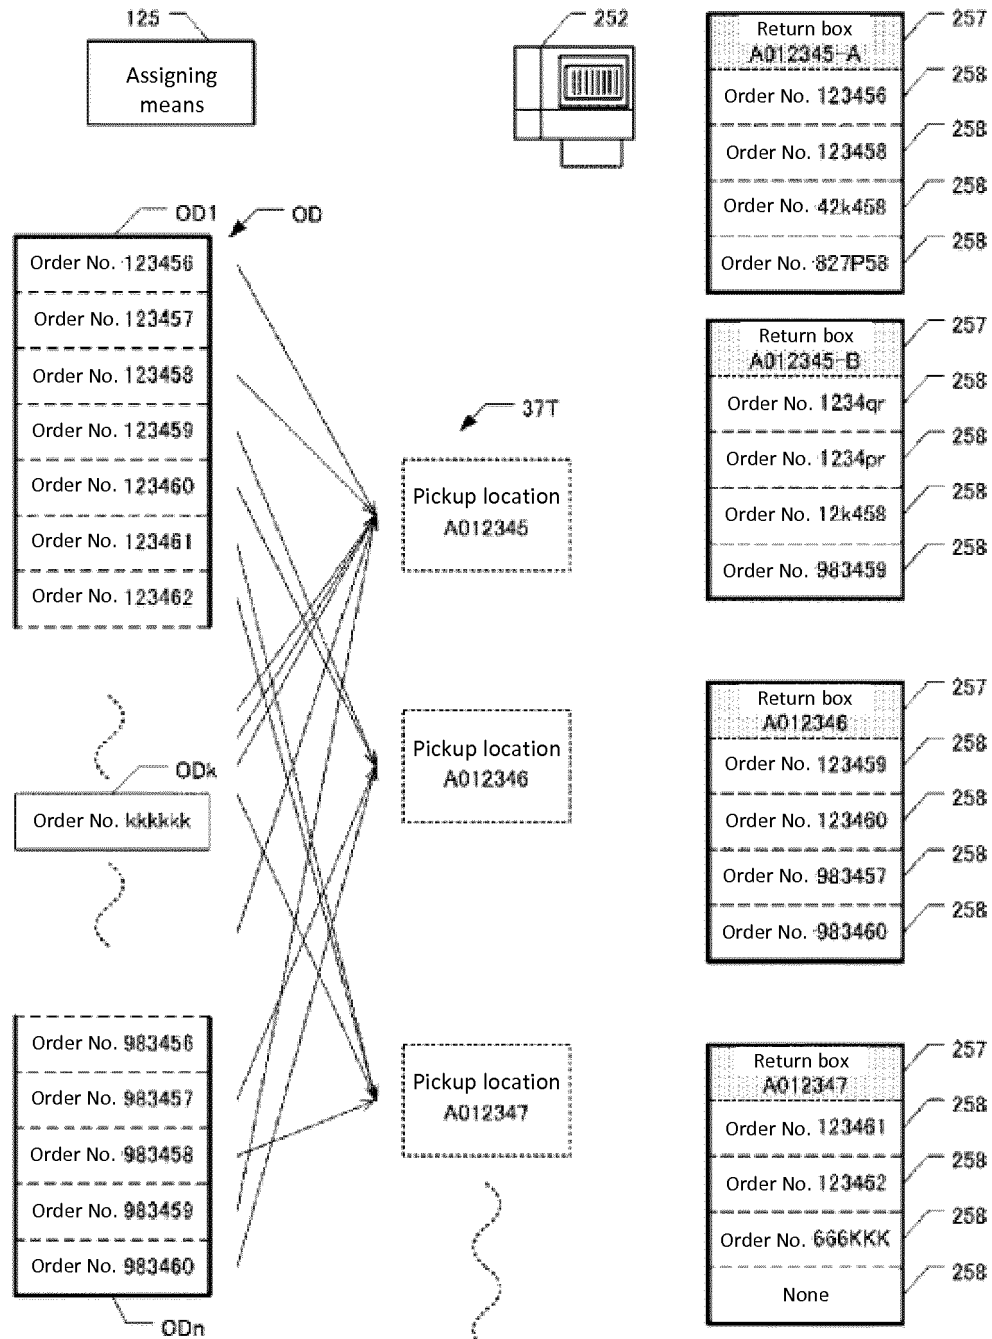 125
Assigning
means
252
OD1
OD
Order No. 123456
Order No. 123457
Order No. 123458
Order No. 123459
Order No. 123460
Order No. 123461
Order No. 123462
ODk
Order No. kkkkkk
Order No. 983456
Order No. 983457
Order No. 983458
Order No. 983459
Order No. 983460
ODn
37T
Pickup location
A012345
Pickup location
A012346
Pickup location
A012347
Return box
A012345-A
257
Order No. 123456
258
Order No. 123458
258
Order No. 42k458
258
Order No. 827P58
258
Return box
A012345-B
257
Order No. 1234qr
258
Order No. 1234pr
258
Order No. 12k458
258
Order No. 983459
258
Return box
A012346
257
Order No. 123459
258
Order No. 123460
258
Order No. 983457
258
Order No. 983460
258
Return box
A012347
257
Order No. 123461
258
Order No. 123462
258
Order No. 666KKK
258
None
258